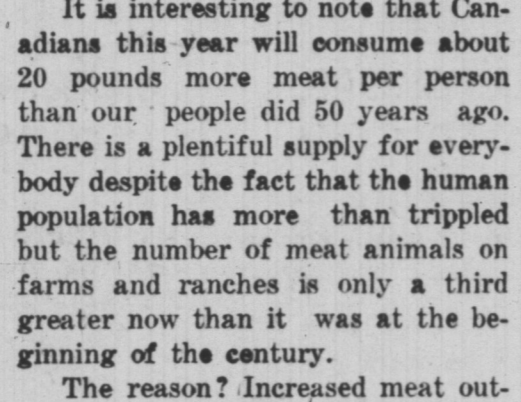 It is interesting to note that Can-
adians this year will consume about
20 pounds more meat per person
than our people did 50 years ago.
There is a plentiful supply for every-
body despite the fact that the human
population has more than trippled
but the number of meat animals on
farms and ranches is only a third
greater now than it was at the be-
ginning of the century.
The reason? Increased meat out-